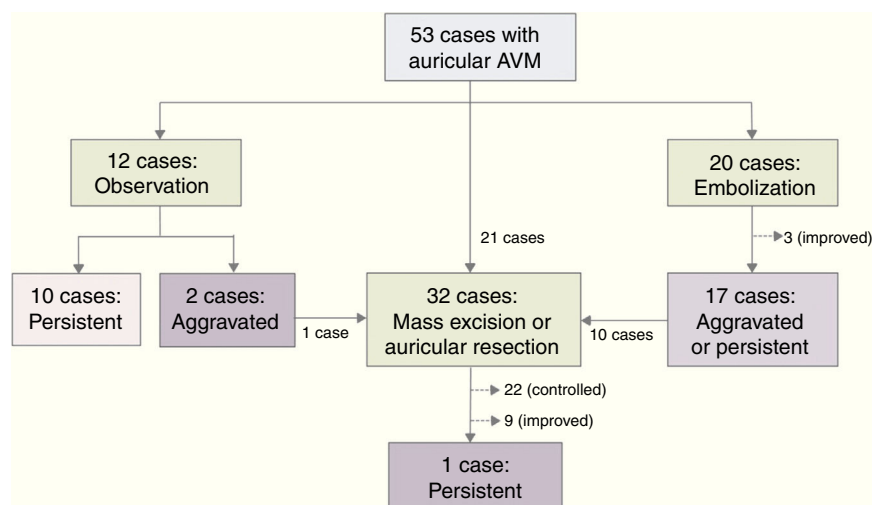 53 cases with
auricular AVM
12 cases:
Observation
20 cases:
Embolization
21 cases
3 (improved)
10 cases:
Persistent
2 cases:
Aggravated
1 case
32 cases:
Mass excision or
auricular resection
10 cases
17 cases:
Aggravated
or persistent
22 (controlled)
9 (improved)
1 case:
Persistent